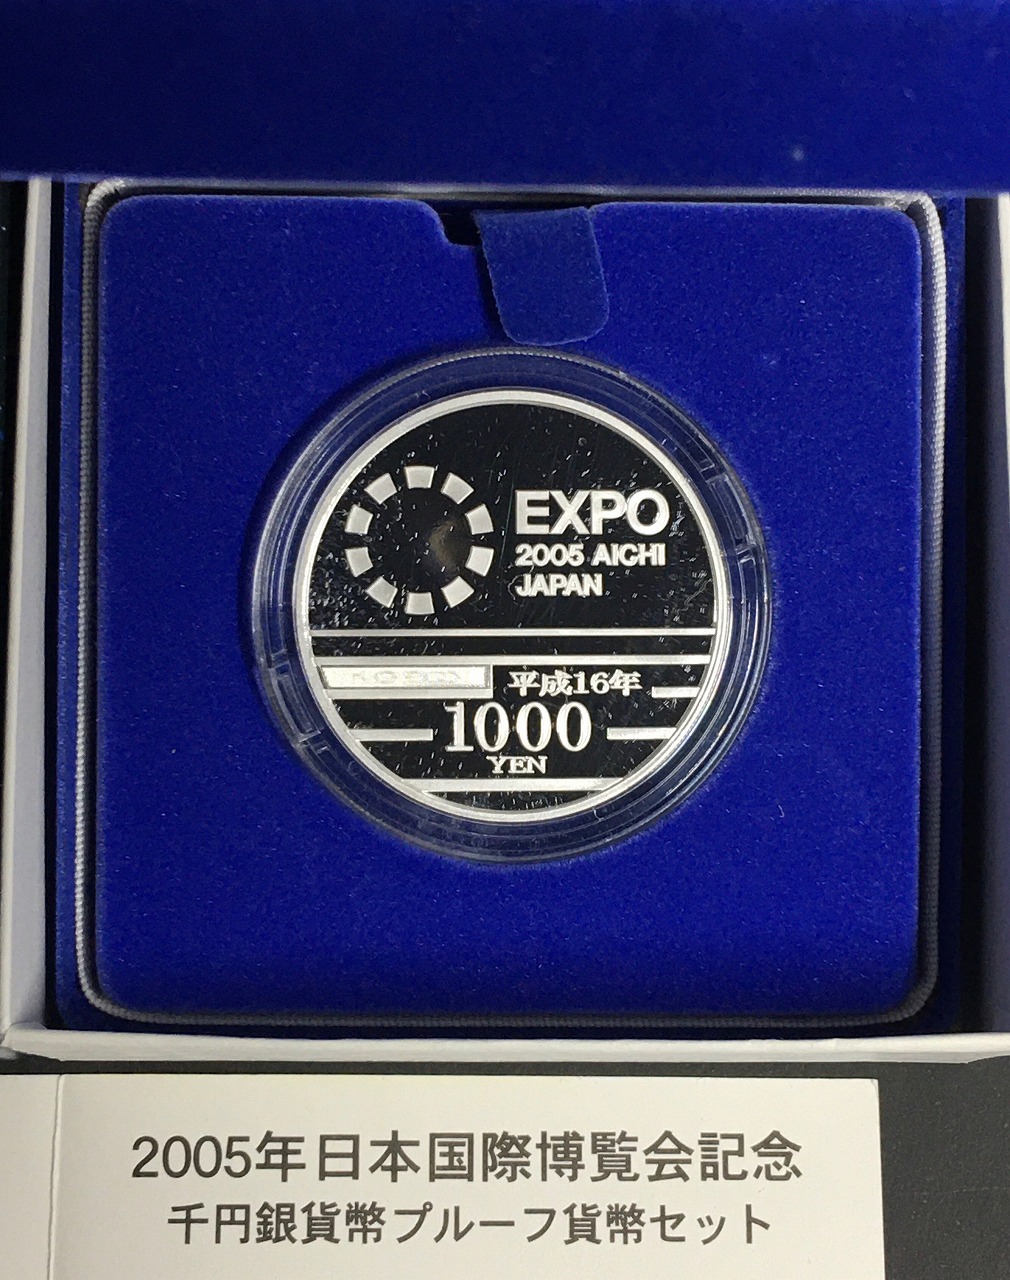 EXPO
2005 AICHI
JAPAN
平成16年
1000
YEN
2005年日本国際博覧会記念
千円銀貨幣プルーフ貨幣セット